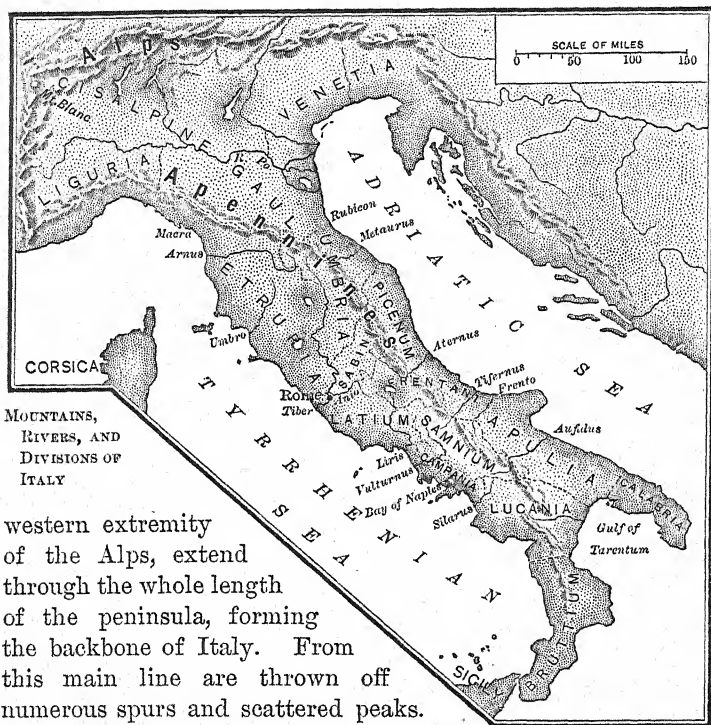 SCALE OF MILES
0 50 100 150
Alps
Mt. Blanc
CISALPINE GAUL
VENETIA
LIGURIA
R. Po
Apennines
ADRIATIC SEA
Rubicon
Metaurus
Macra
Arnus
ETRURIA
UMBRIA
PICENUM
Umbro
SABINI
Aternus
CORSICA
Rome
Anio
Tiber
FRENTANI
Tifernus
Frento
LATIUM
SAMNIUM
APULIA
Aufidus
Liris
Vulturnus
CAMPANIA
Bay of Naples
Silarus
LUCANIA
CALABRIA
Gulf of
Tarentum
TYRRHENIAN SEA
BRUTTIUM
SICILY
MOUNTAINS,
RIVERS, AND
DIVISIONS OF
ITALY
western extremity
of the Alps, extend
through the whole length
of the peninsula, forming
the backbone of Italy. From
this main line are thrown off
numerous spurs and scattered peaks.